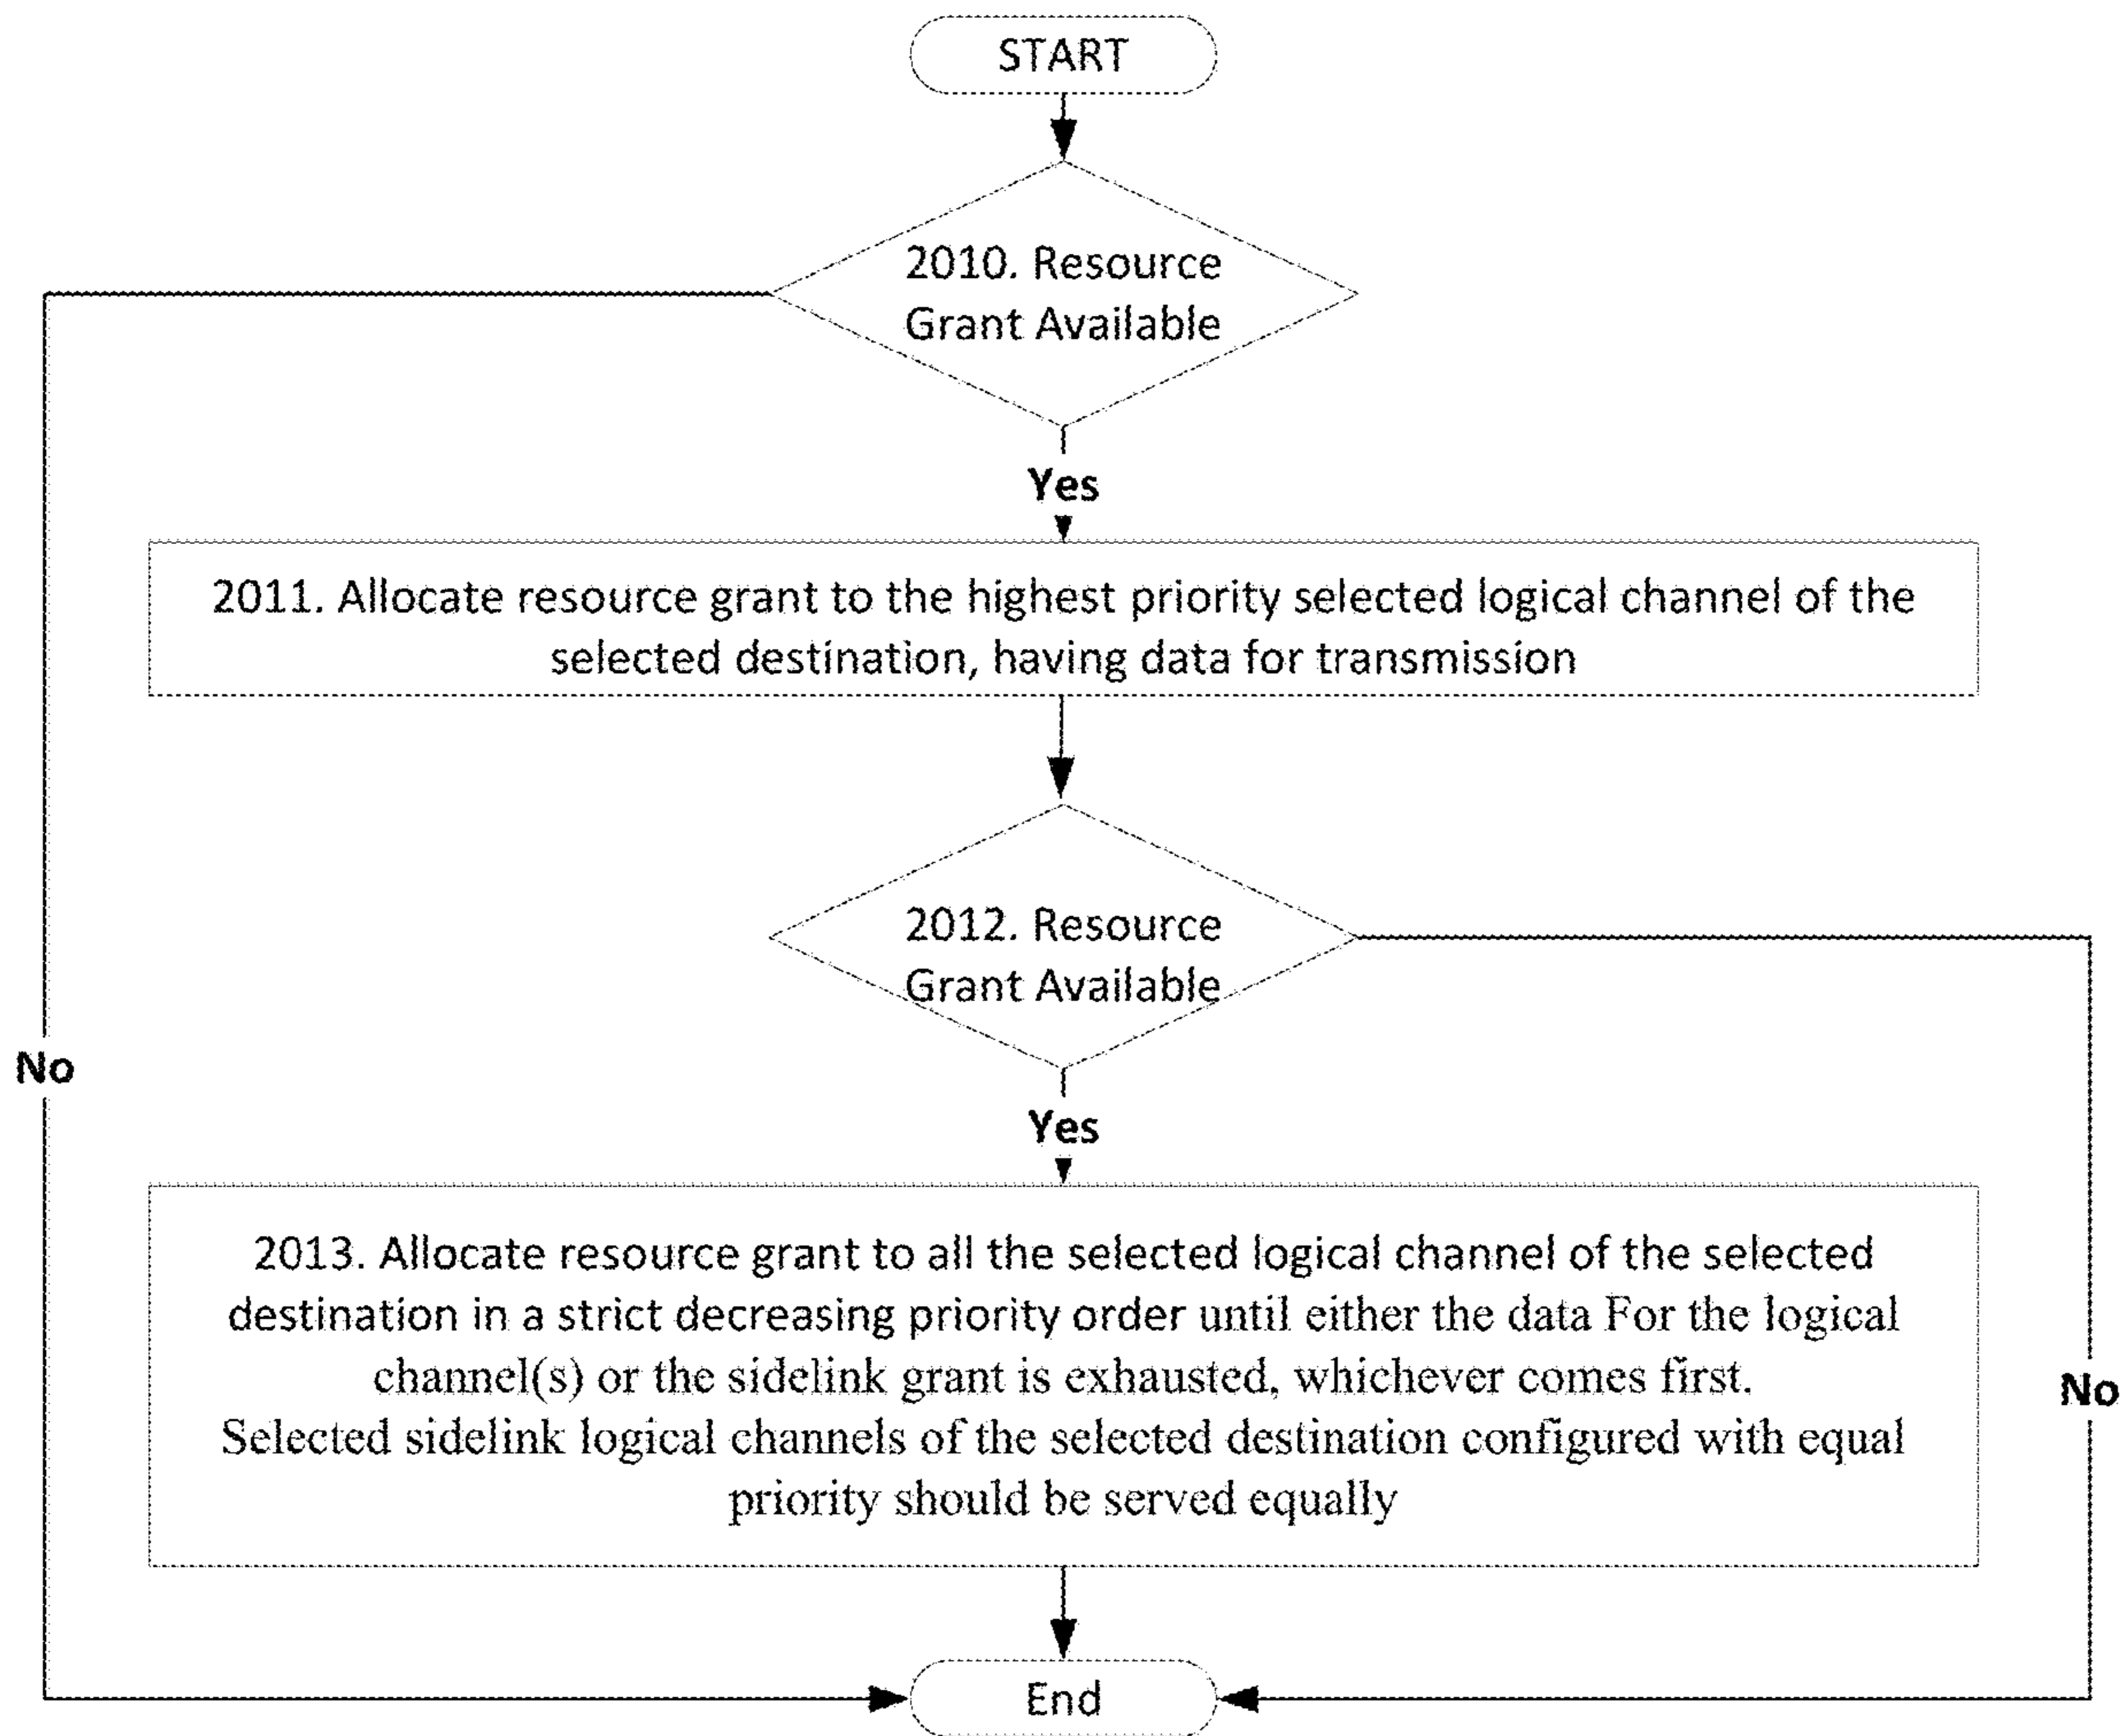 START
2010. Resource
Grant Available
Yes
2011. Allocate resource grant to the highest priority selected logical channel of the
selected destination, having data for transmission
2012. Resource
Grant Available
No
Yes
2013. Allocate resource grant to all the selected logical channel of the selected
destination in a strict decreasing priority order until either the data For the logical
channel(s) or the sidelink grant is exhausted, whichever comes first.
Selected sidelink logical channels of the selected destination configured with equal
priority should be served equally
No
End